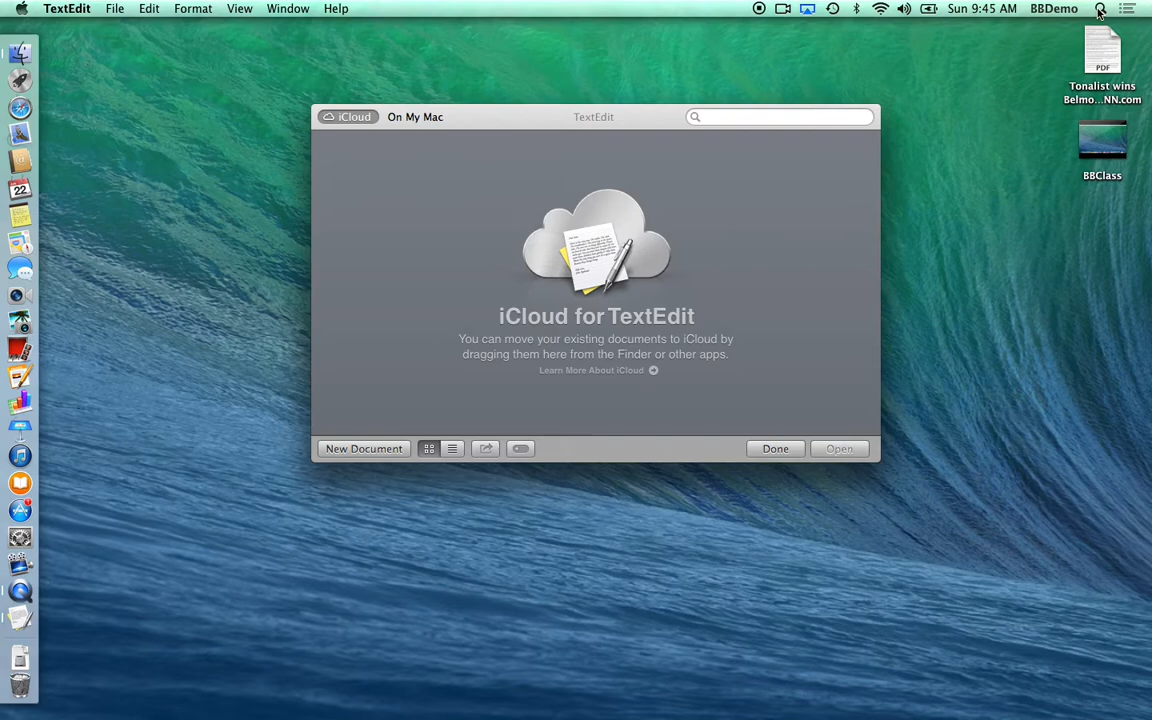 TextEdit File Edit Format View Window Help Sun 9:45 AM BBDemo
iCloud On My Mac TextEdit
PDF
Tonalist wins
Belmo...NN.com
BBClass
22
iCloud for TextEdit
You can move your existing documents to iCloud by
dragging them here from the Finder or other apps.
Learn More About iCloud
New Document Done Open